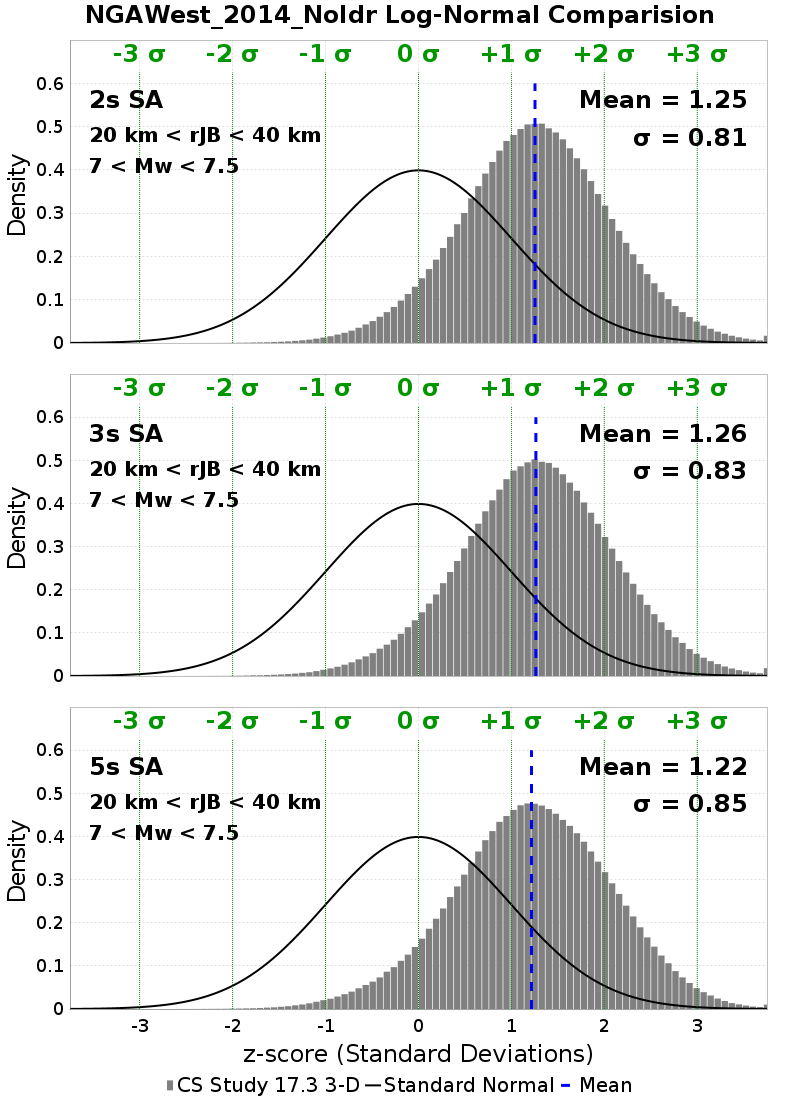 NGAWest_2014_NoIdr Log-Normal Comparision
-3 σ -2 σ -1 σ 0 σ +1 σ +2 σ +3 σ
0.6
2s SA Mean = 1.25
0.5
20 km < rJB < 40 km σ = 0.81
7 < Mw < 7.5
0.4
Density
0.3
0.2
0.1
0
-3 σ -2 σ -1 σ 0 σ +1 σ +2 σ +3 σ
0.6
3s SA Mean = 1.26
0.5
20 km < rJB < 40 km σ = 0.83
7 < Mw < 7.5
0.4
Density
0.3
0.2
0.1
0
-3 σ -2 σ -1 σ 0 σ +1 σ +2 σ +3 σ
0.6
5s SA Mean = 1.22
0.5
20 km < rJB < 40 km σ = 0.85
7 < Mw < 7.5
0.4
Density
0.3
0.2
0.1
0
-3 -2 -1 0 1 2 3
z-score (Standard Deviations)
CS Study 17.3 3-D Standard Normal Mean